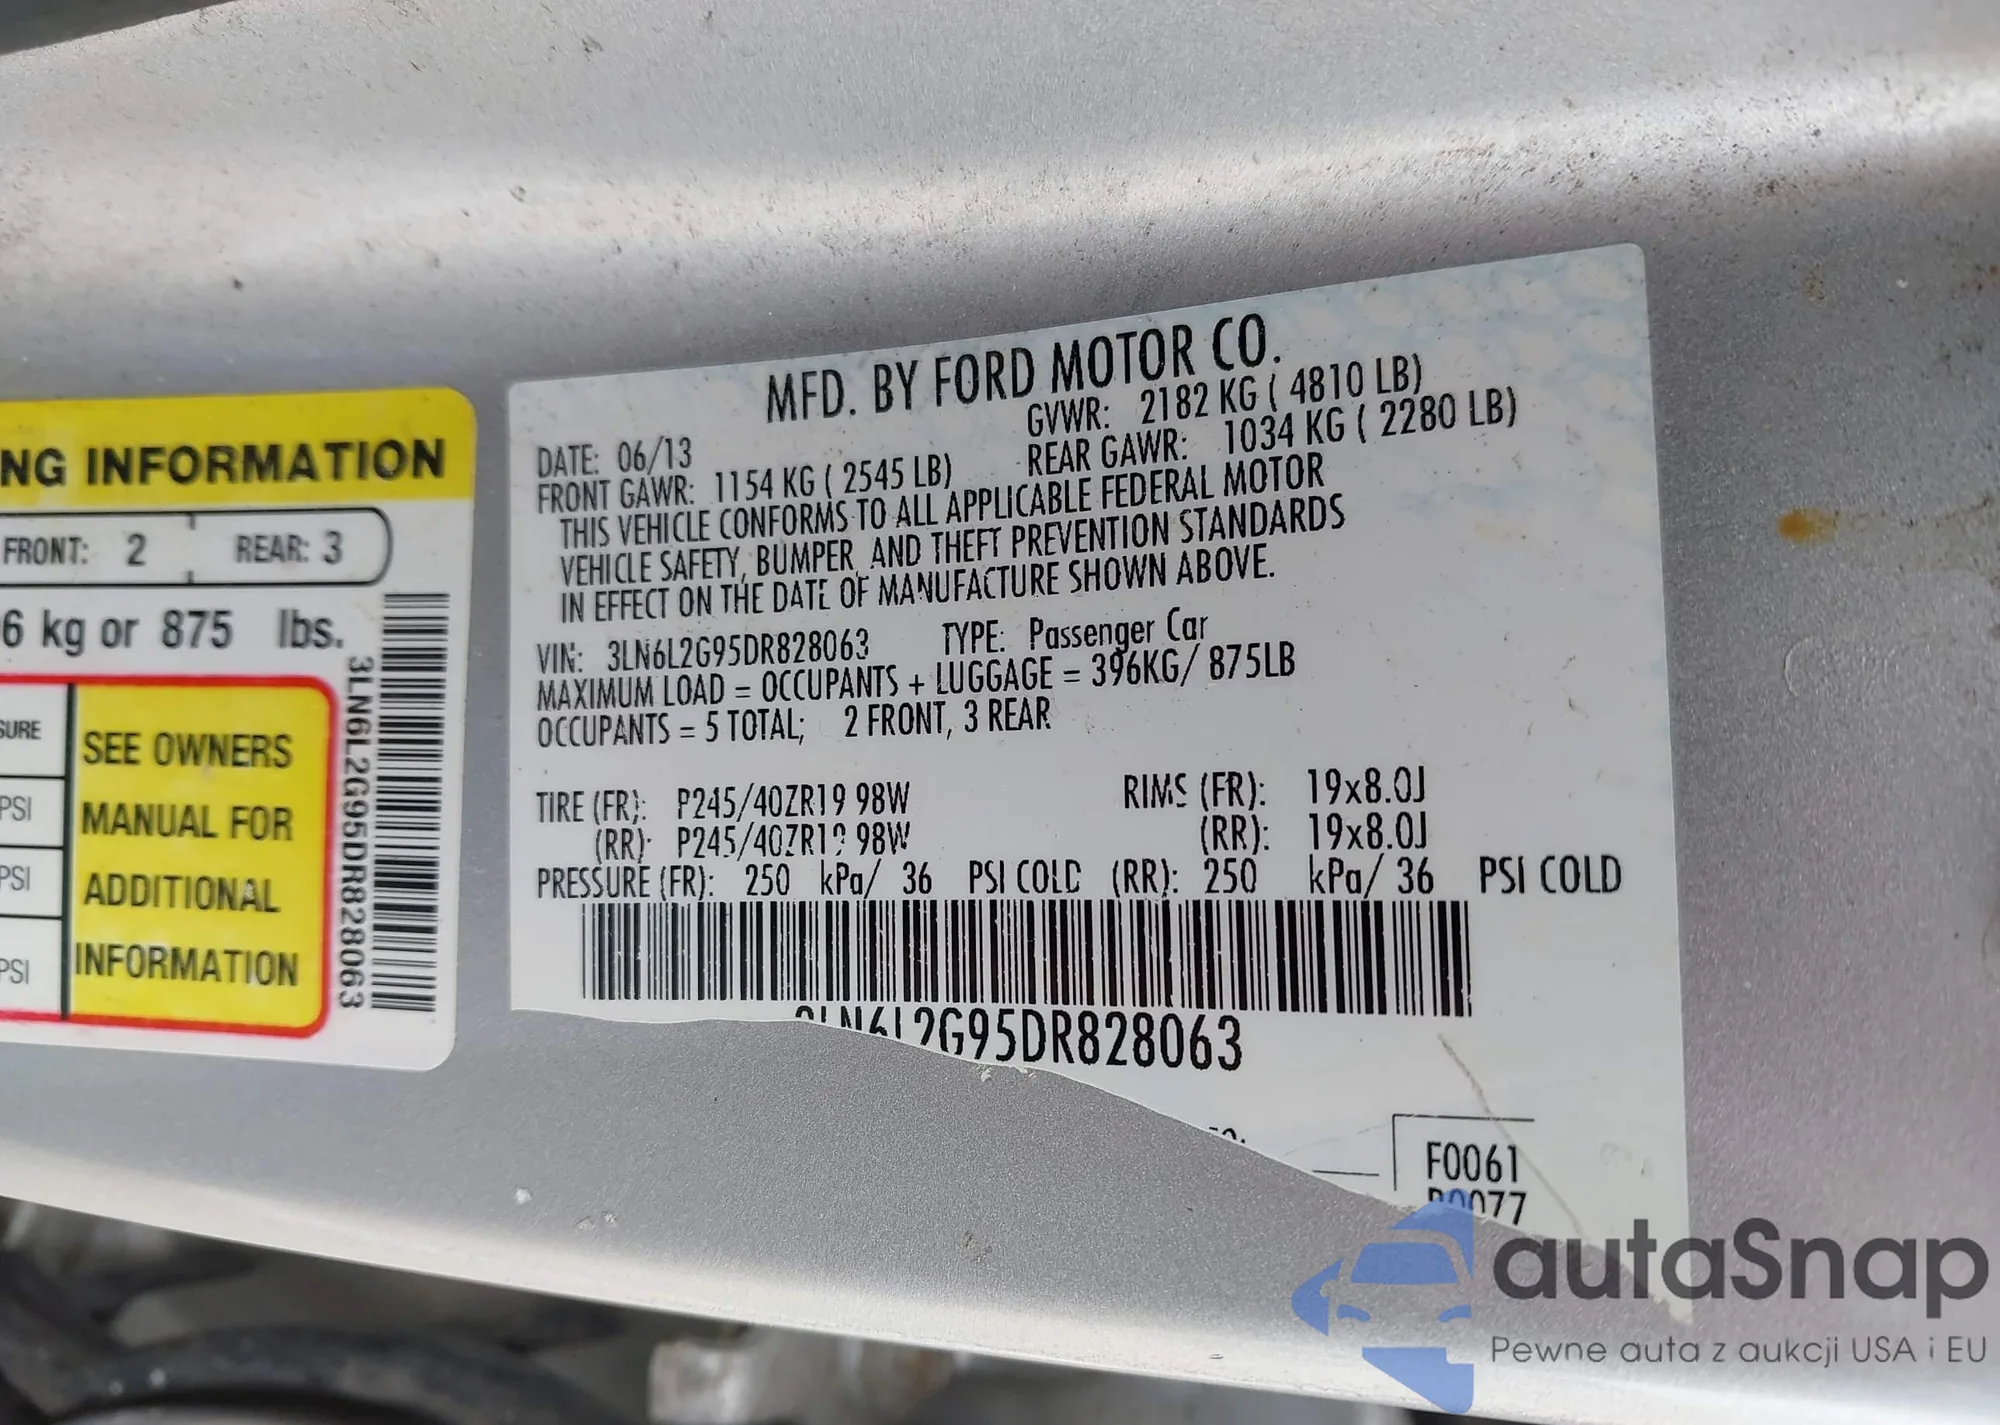 NG INFORMATION
FRONT: 2 REAR: 3
6 kg or 875 lbs.
SURE
PSI
PSI
PSI
SEE OWNERS
MANUAL FOR
ADDITIONAL
INFORMATION
3LN6L2G95DR828063
MFD. BY FORD MOTOR CO.
DATE: 06/13 GVWR: 2182 KG ( 4810 LB)
FRONT GAWR: 1154 KG ( 2545 LB) REAR GAWR: 1034 KG ( 2280 LB)
THIS VEHICLE CONFORMS TO ALL APPLICABLE FEDERAL MOTOR
VEHICLE SAFETY, BUMPER, AND THEFT PREVENTION STANDARDS
IN EFFECT ON THE DATE OF MANUFACTURE SHOWN ABOVE.
VIN: 3LN6L2G95DR828063 TYPE: Passenger Car
MAXIMUM LOAD = OCCUPANTS + LUGGAGE = 396KG/ 875LB
OCCUPANTS = 5 TOTAL; 2 FRONT, 3 REAR
TIRE (FR): P245/40ZR19 98W RIMS (FR): 19x8.0J
(RR): P245/40ZR19 98W (RR): 19x8.0J
PRESSURE (FR): 250 kPa/ 36 PSI COLD (RR): 250 kPa/ 36 PSI COLD
3LN6L2G95DR828063
F0061
R0077
autaSnap
Pewne auta z aukcji USA i EU